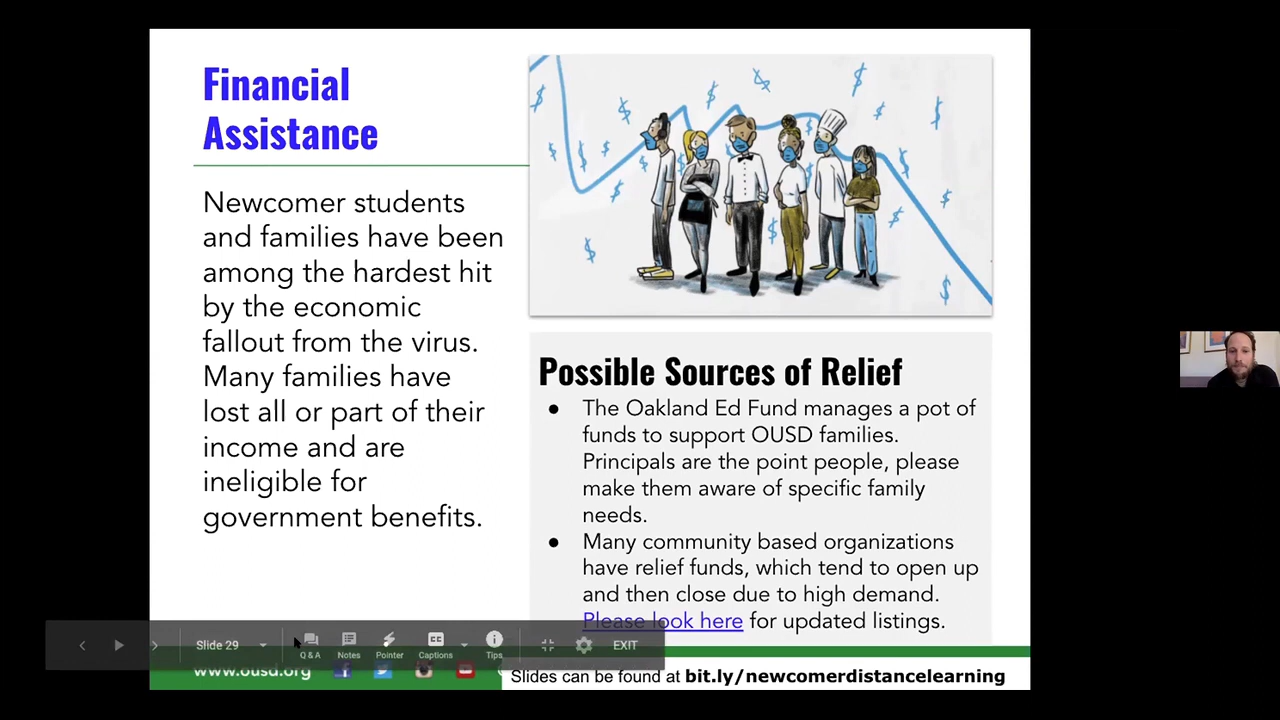 Financial
Assistance
Newcomer students
and families have been
among the hardest hit
by the economic
fallout from the virus.
Many families have
lost all or part of their
income and are
ineligible for
government benefits.
Possible Sources of Relief
● The Oakland Ed Fund manages a pot of
funds to support OUSD families.
Principals are the point people, please
make them aware of specific family
needs.
● Many community based organizations
have relief funds, which tend to open up
and then close due to high demand.
Please look here for updated listings.
Slide 29
Q & A
Notes
Pointer
CC
Captions
Tips
EXIT
www.ousd.org
Slides can be found at bit.ly/newcomerdistancelearning